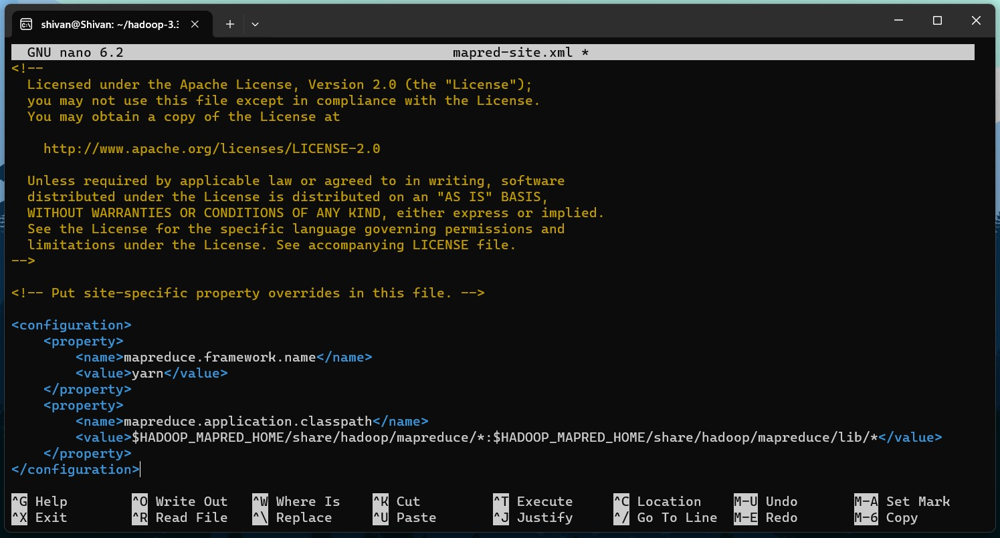 shivan@Shivan: ~/hadoop-3.3
GNU nano 6.2 mapred-site.xml *
<!--
  Licensed under the Apache License, Version 2.0 (the "License");
  you may not use this file except in compliance with the License.
  You may obtain a copy of the License at

    http://www.apache.org/licenses/LICENSE-2.0

  Unless required by applicable law or agreed to in writing, software
  distributed under the License is distributed on an "AS IS" BASIS,
  WITHOUT WARRANTIES OR CONDITIONS OF ANY KIND, either express or implied.
  See the License for the specific language governing permissions and
  limitations under the License. See accompanying LICENSE file.
-->

<!-- Put site-specific property overrides in this file. -->

<configuration>
    <property>
        <name>mapreduce.framework.name</name>
        <value>yarn</value>
    </property>
    <property>
        <name>mapreduce.application.classpath</name>
        <value>$HADOOP_MAPRED_HOME/share/hadoop/mapreduce/*:$HADOOP_MAPRED_HOME/share/hadoop/mapreduce/lib/*</value>
    </property>
</configuration>

^G Help ^O Write Out ^W Where Is ^K Cut ^T Execute ^C Location M-U Undo M-A Set Mark
^X Exit ^R Read File ^\ Replace ^U Paste ^J Justify ^/ Go To Line M-E Redo M-6 Copy